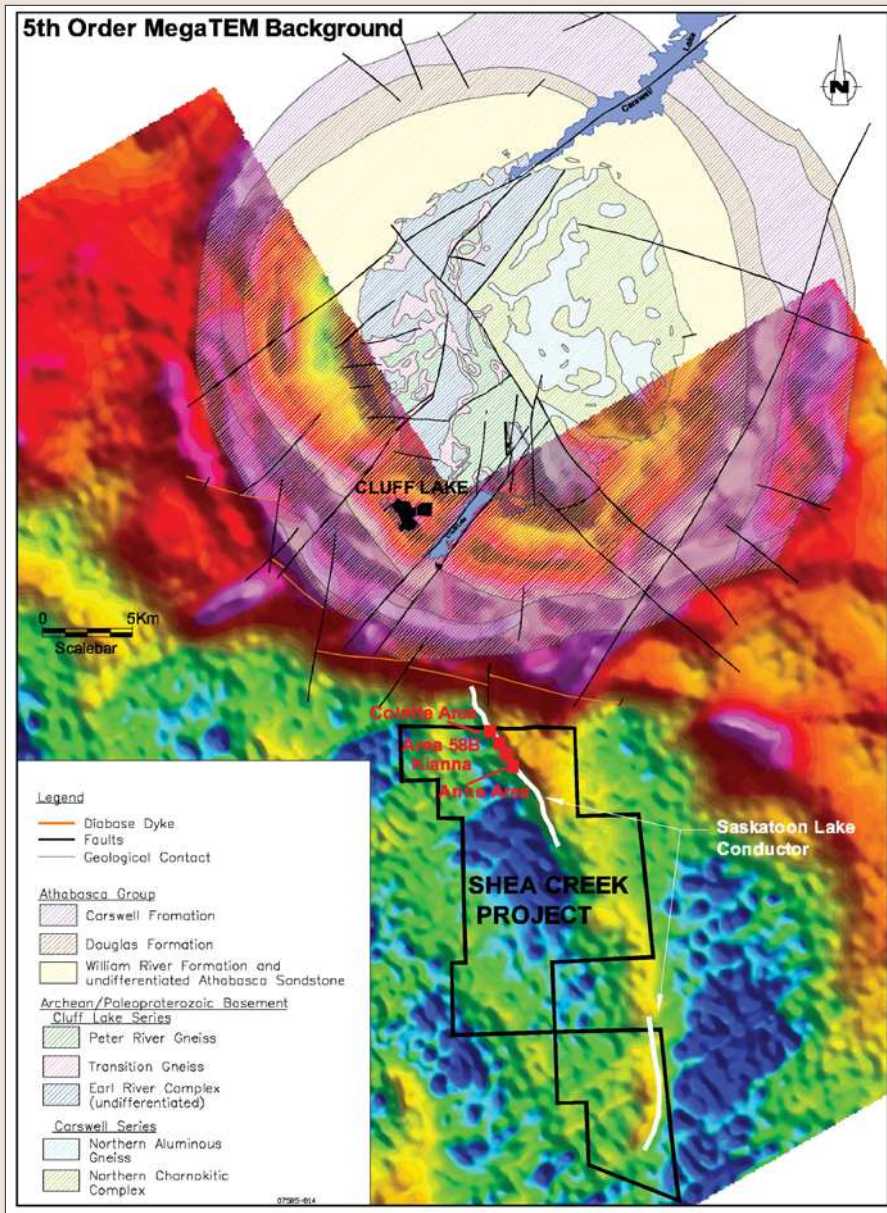 5th Order MegaTEM Background
N
Carswell
Lake
CLUFF LAKE
0 5Km
Scalebar
Colette Area
Area 58B
Kianna
Anne Area
Saskatoon Lake
Conductor
SHEA CREEK
PROJECT
Legend
Diabase Dyke
Faults
Geological Contact
Athabasca Group
Carswell Fromation
Douglas Formation
William River Formation and
undifferentiated Athabasca Sandstone
Archean/Paleoproterozoic Basement
Cluff Lake Series
Peter River Gneiss
Transition Gneiss
Earl River Complex
(undifferentiated)
Carswell Series
Northern Aluminous
Gneiss
Northern Charnokitic
Complex
07585-014